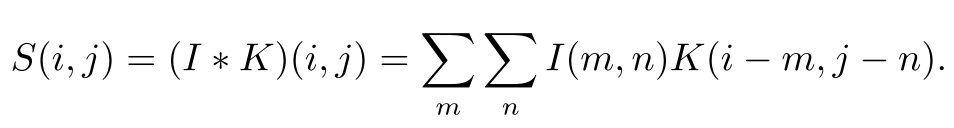 S(i, j) = (I ∗ K)(i, j) = ∑_m ∑_n I(m, n)K(i − m, j − n).